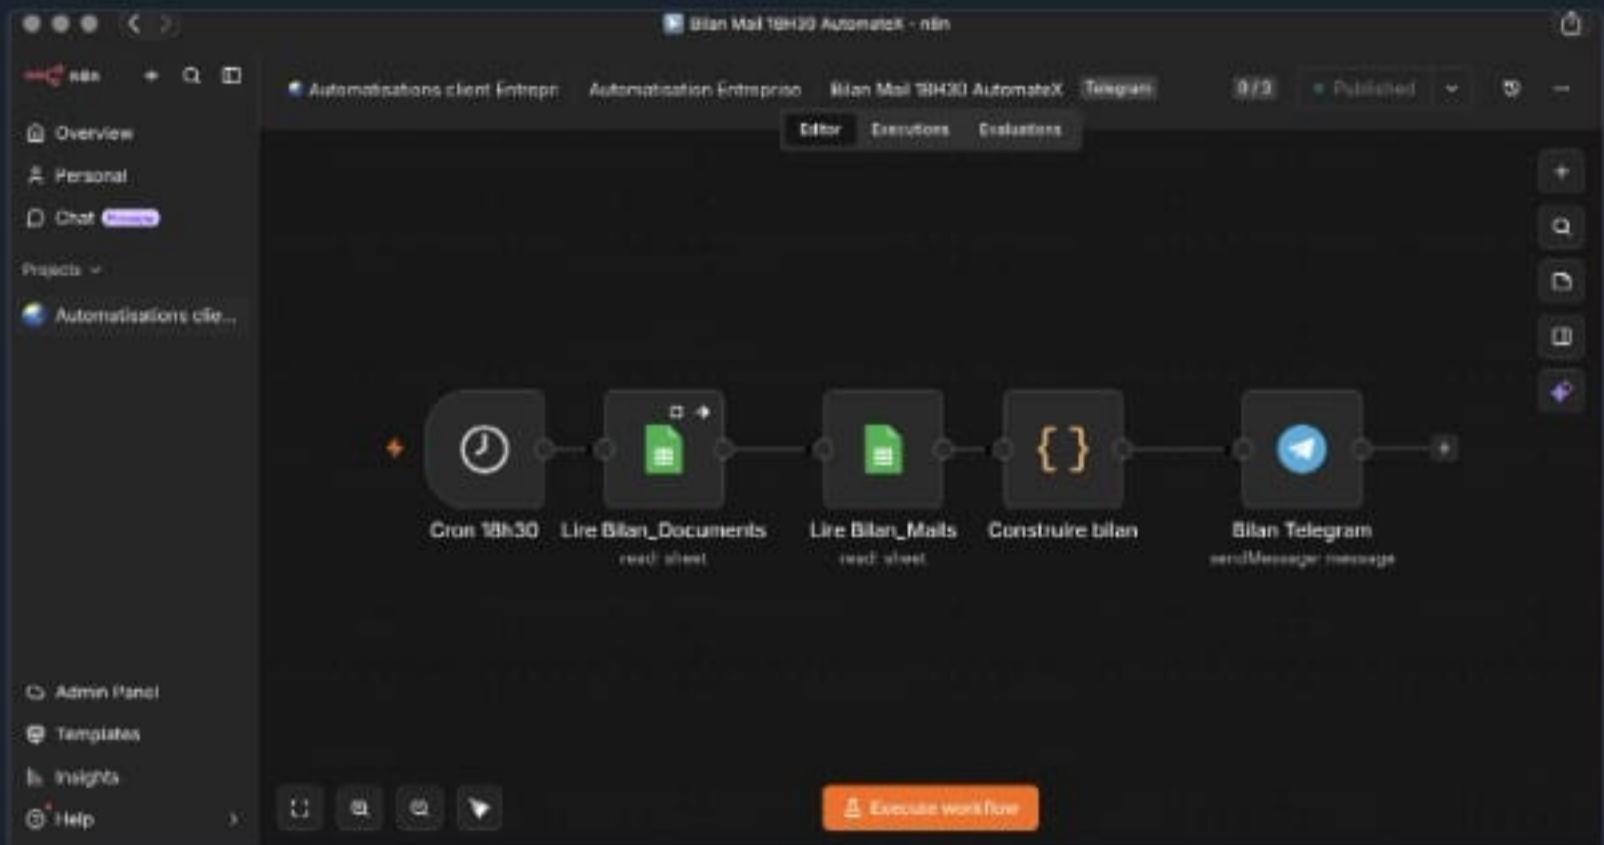 Bilan Mail 18H30 AutomateX - n8n
n8n
Automatisations client Entrepr
Automatisation Entreprise
Bilan Mail 18H30 AutomateX
Telegram
Published
Editor
Executions
Evaluations
Overview
Personal
Chat
Projects
Automatisations clie...
Cron 18h30
Lire Bilan_Documents
read: sheet
Lire Bilan_Mails
read: sheet
Construire bilan
Bilan Telegram
sendMessage: message
Admin Panel
Templates
Insights
Help
Execute workflow